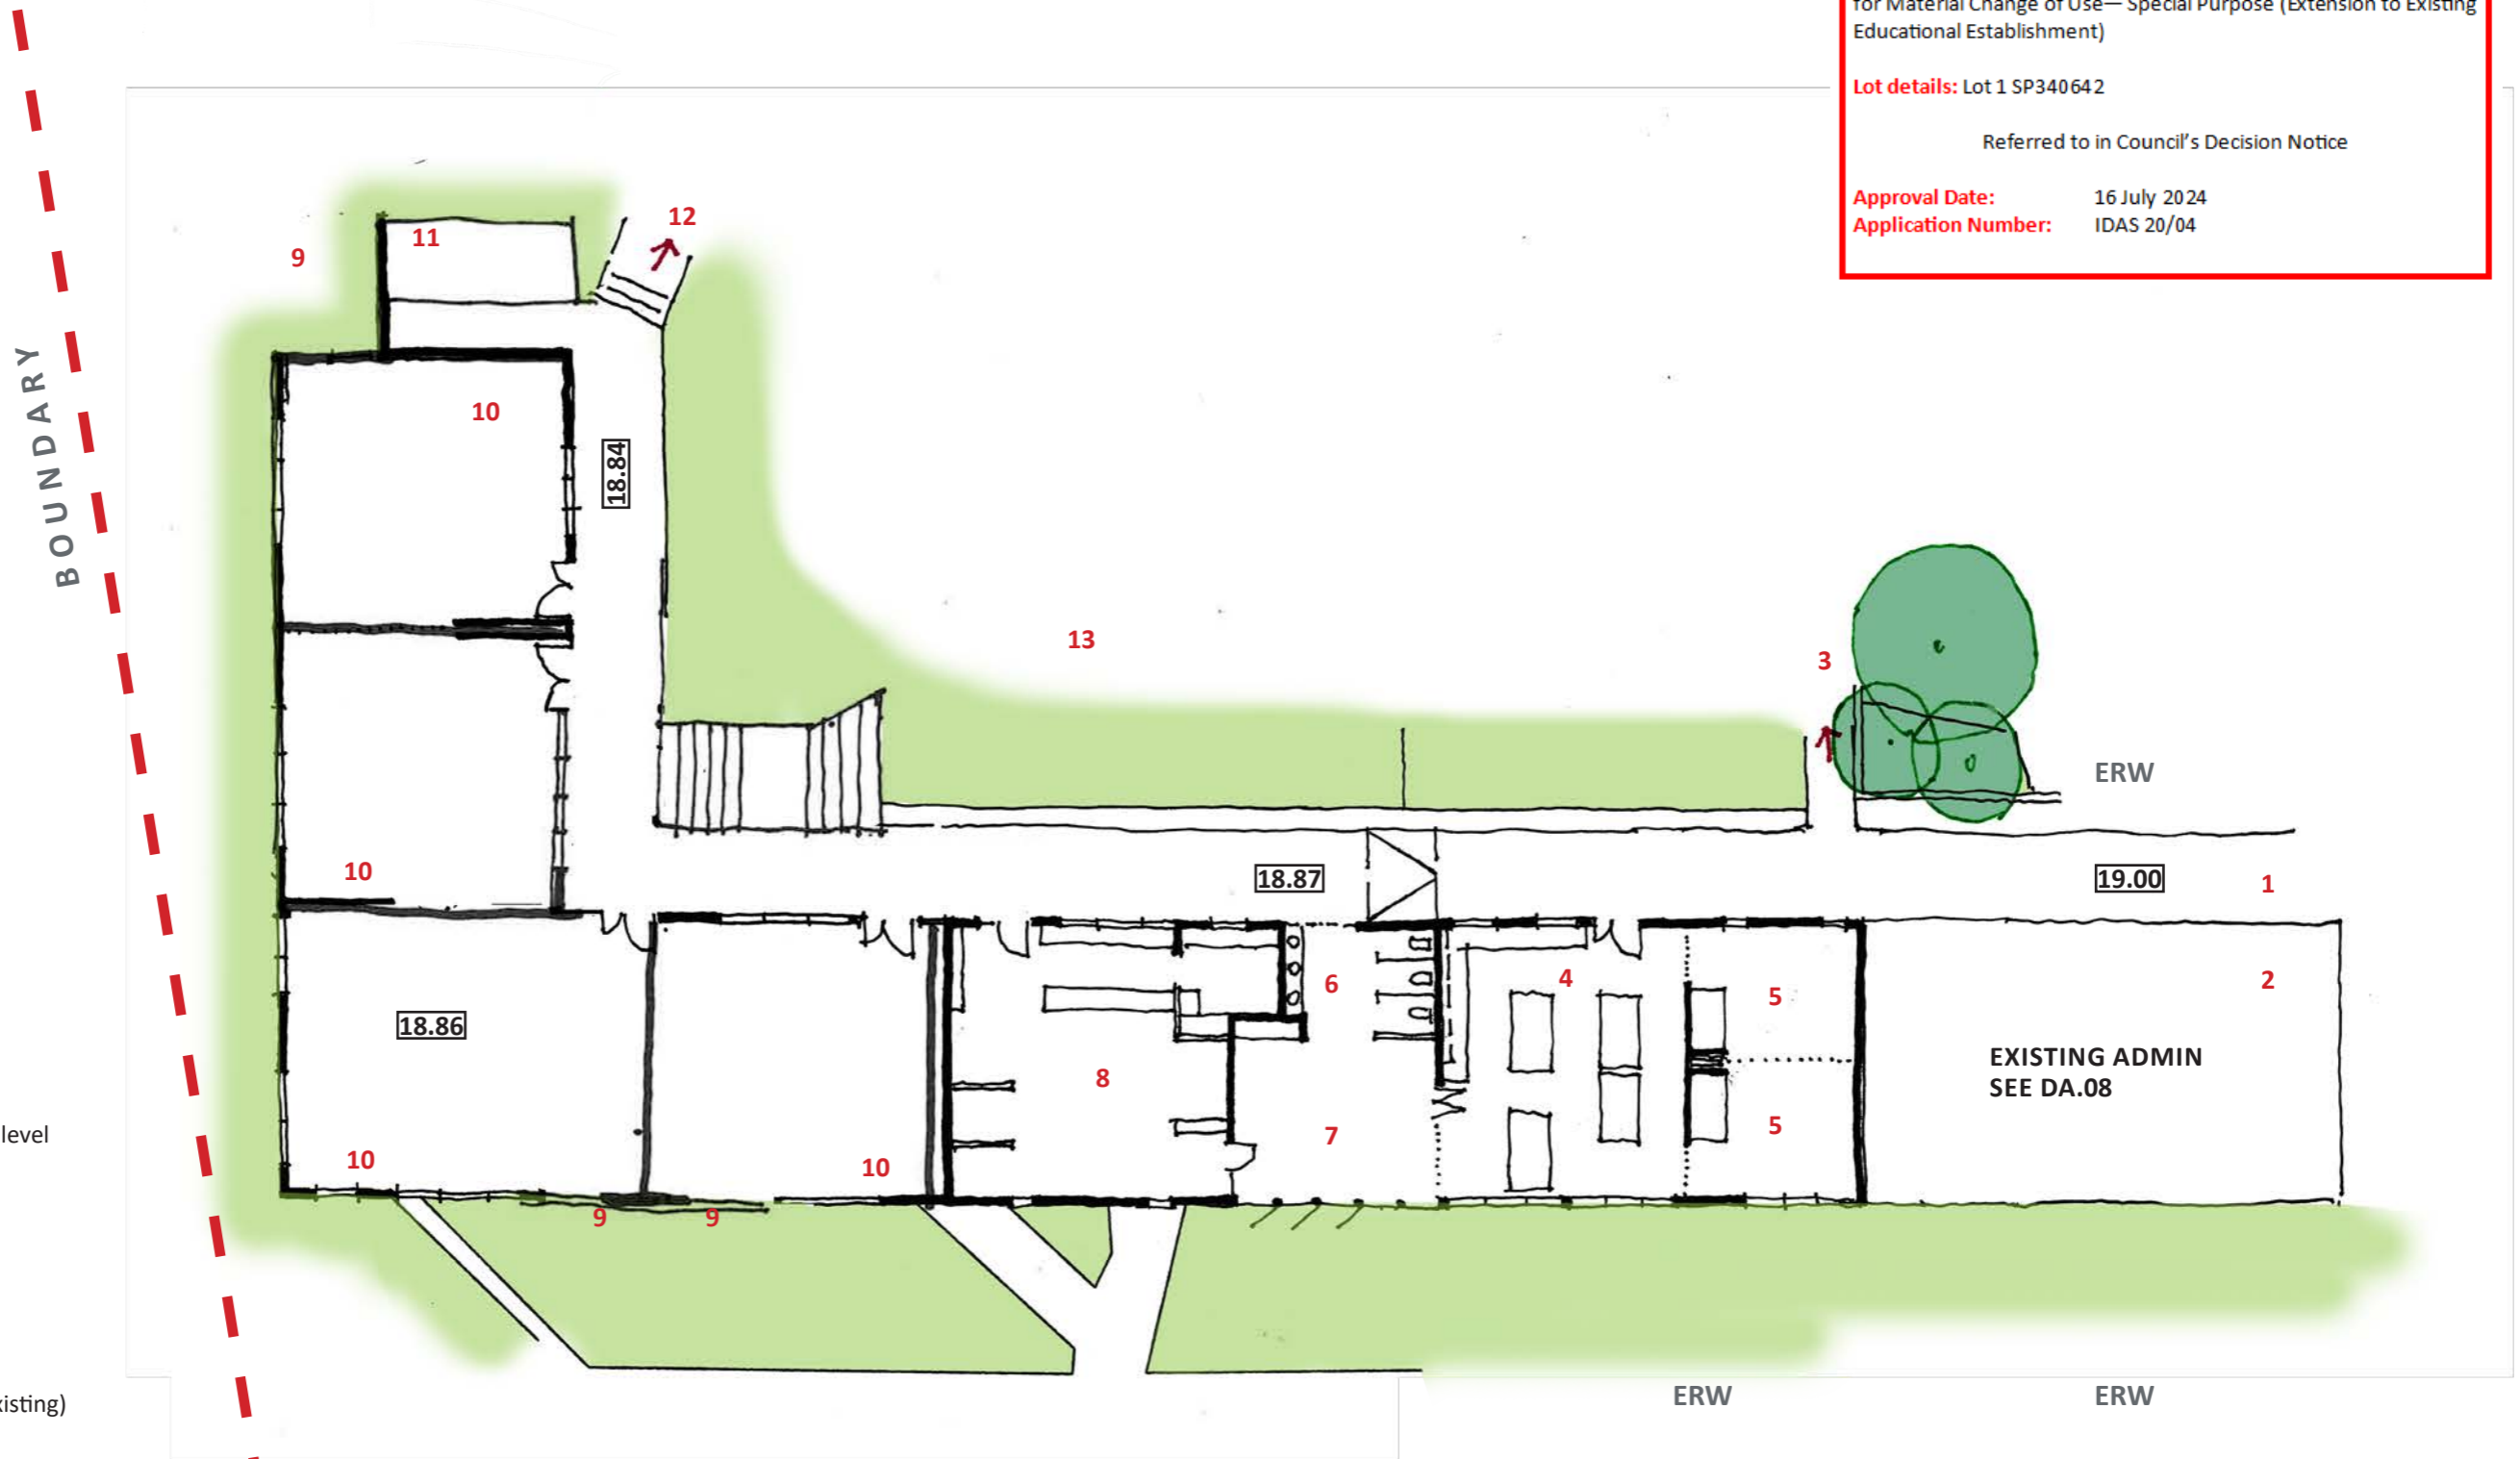 for Material Change of Use— Special Purpose (Extension to Existing
Educational Establishment)
Lot details: Lot 1 SP340642
Referred to in Council's Decision Notice
Approval Date: 16 July 2024
Application Number: IDAS 20/04
12
11
9
BOUNDARY
10
18.84
13
3
ERW
10
18.87
19.00
1
4
2
6
5
18.86
EXISTING ADMIN
SEE DA.08
8
5
7
level
10
10
9
9
ERW
ERW